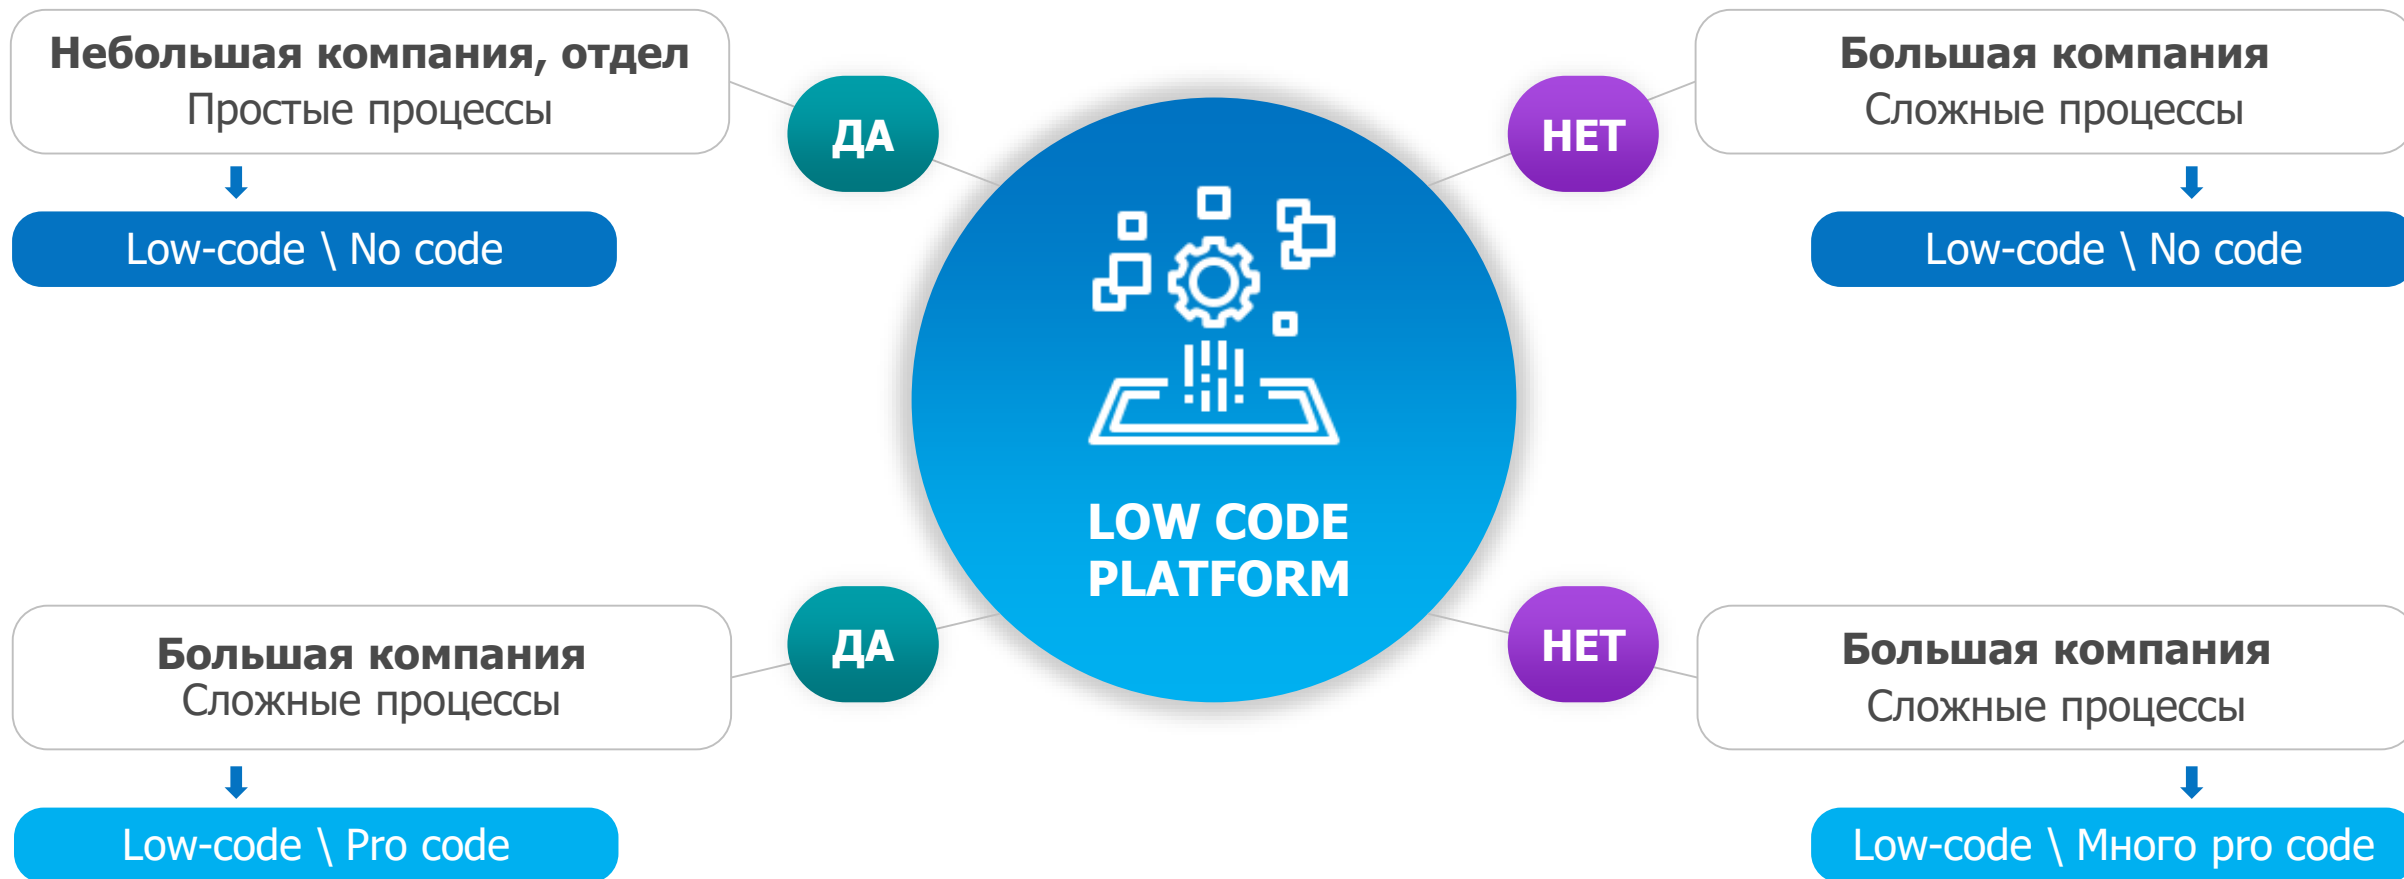 Небольшая компания, отдел
Простые процессы
ДА
Low-code \ No code
НЕТ
Большая компания
Сложные процессы
Low-code \ No code
LOW CODE
PLATFORM
Большая компания
Сложные процессы
ДА
Low-code \ Pro code
НЕТ
Большая компания
Сложные процессы
Low-code \ Много pro code